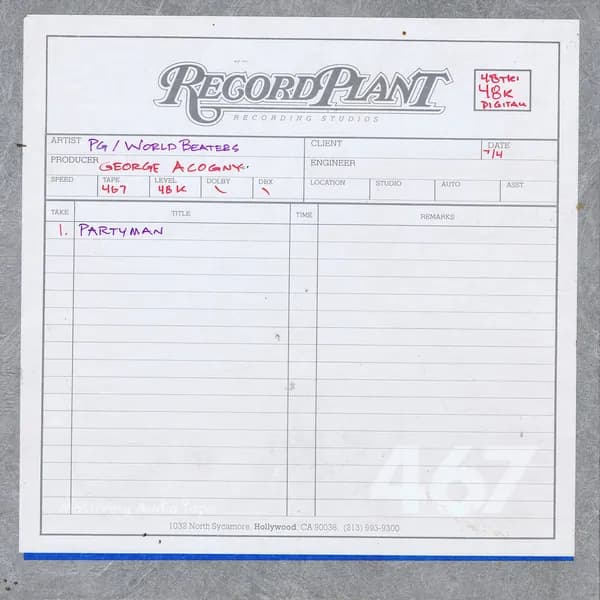 RECORD PLANT
RECORDING STUDIOS
48TK
48K
DIGITAL
ARTIST PG / WORLD BEATERS
CLIENT
DATE 7/4
PRODUCER GEORGE ACOGNY
ENGINEER
SPEED
TAPE 467
LEVEL 48K
DOLBY \
DBX \
LOCATION
STUDIO
AUTO
ASST.
TAKE TITLE TIME REMARKS
1. PARTYMAN
467
1032 North Sycamore, Hollywood, CA 90038, (213) 993-9300